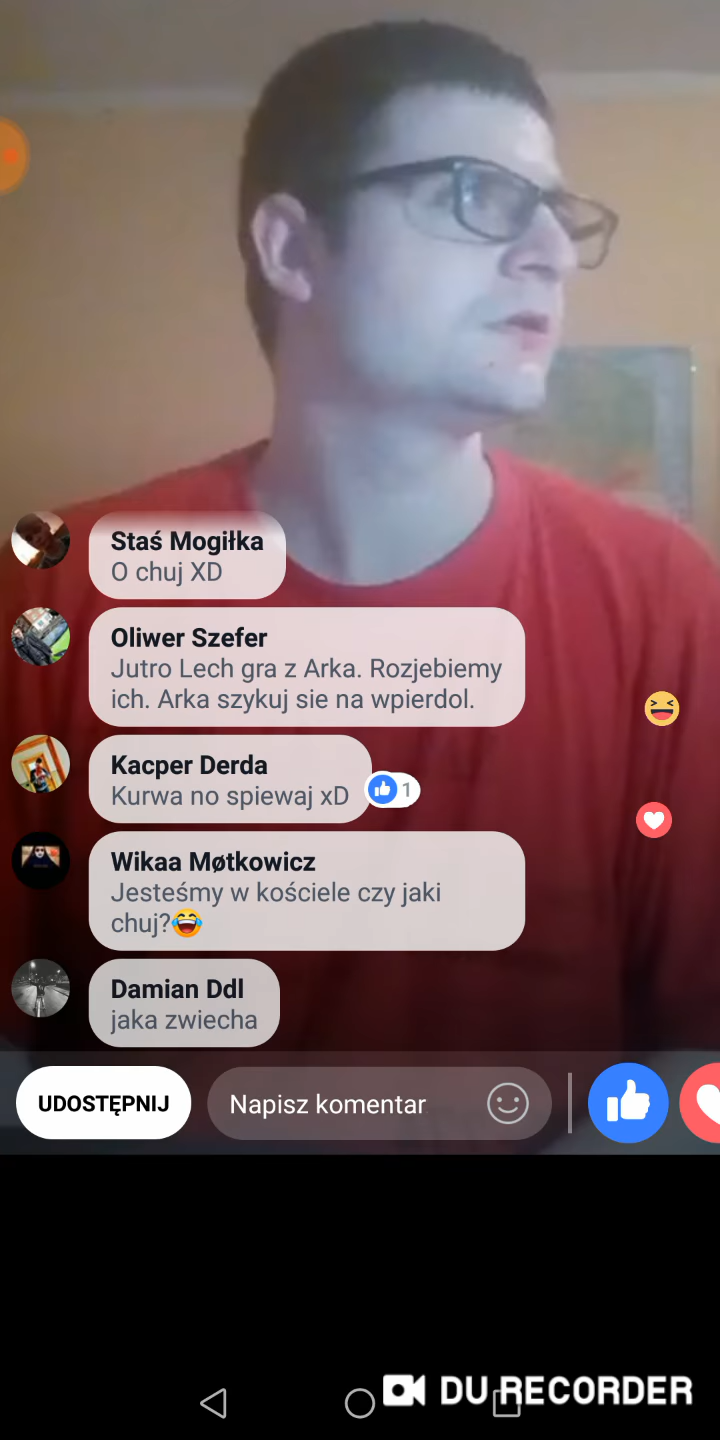 Staś Mogiłka
O chuj XD
Oliwer Szefer
Jutro Lech gra z Arka. Rozjebiemy
ich. Arka szykuj sie na wpierdol.
Kacper Derda
Kurwa no spiewaj xD
1
Wikaa Møtkowicz
Jesteśmy w kościele czy jaki
chuj?😂
Damian Ddl
jaka zwiecha
UDOSTĘPNIJ
Napisz komentar
DU RECORDER